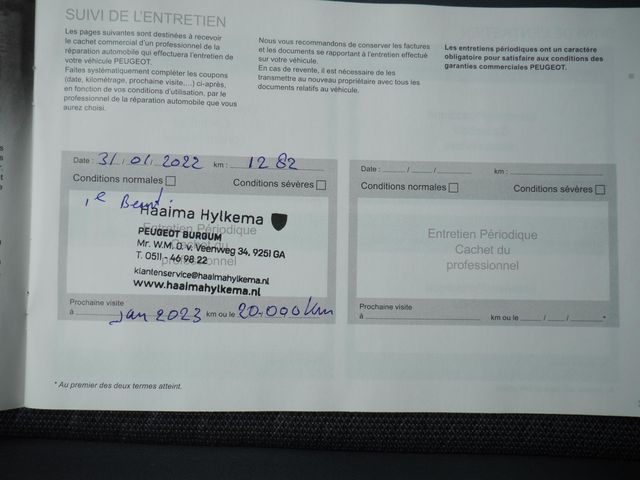 SUIVI DE L'ENTRETIEN
Les pages suivantes sont destinées à recevoir
le cachet commercial d'un professionnel de la
réparation automobile qui effectuera l'entretien de
votre véhicule PEUGEOT.
Faites systématiquement compléter les coupons
(date, kilométrage, prochaine visite,...) ci-après,
en fonction de vos conditions d'utilisation, par le
professionnel de la réparation automobile que vous
aurez choisi.
Nous vous recommandons de conserver les factures
et les documents se rapportant à l'entretien effectué
sur votre véhicule.
En cas de revente, il est nécessaire de les
transmettre au nouveau propriétaire avec tous les
documents relatifs au véhicule.
Les entretiens périodiques ont un caractère
obligatoire pour satisfaire aux conditions des
garanties commerciales PEUGEOT.
Date : 31 / 01 / 2022 km : 1282
Conditions normales Conditions sévères
1e Beurt
Haaima Hylkema
Entretien Périodique
PEUGEOT BURGUM
Cachet du
Mr. W.M. O. v. Veenweg 34, 9251 GA
professionnel
T. 0511 - 46 98 22
klantenservice@haaimahylkema.nl
www.haaimahylkema.nl
Prochaine visite
à jan 2023 km ou le 20.000 km
Date : / / km :
Conditions normales Conditions sévères
Entretien Périodique
Cachet du
professionnel
Prochaine visite
à km ou le / / *
* Au premier des deux termes atteint.